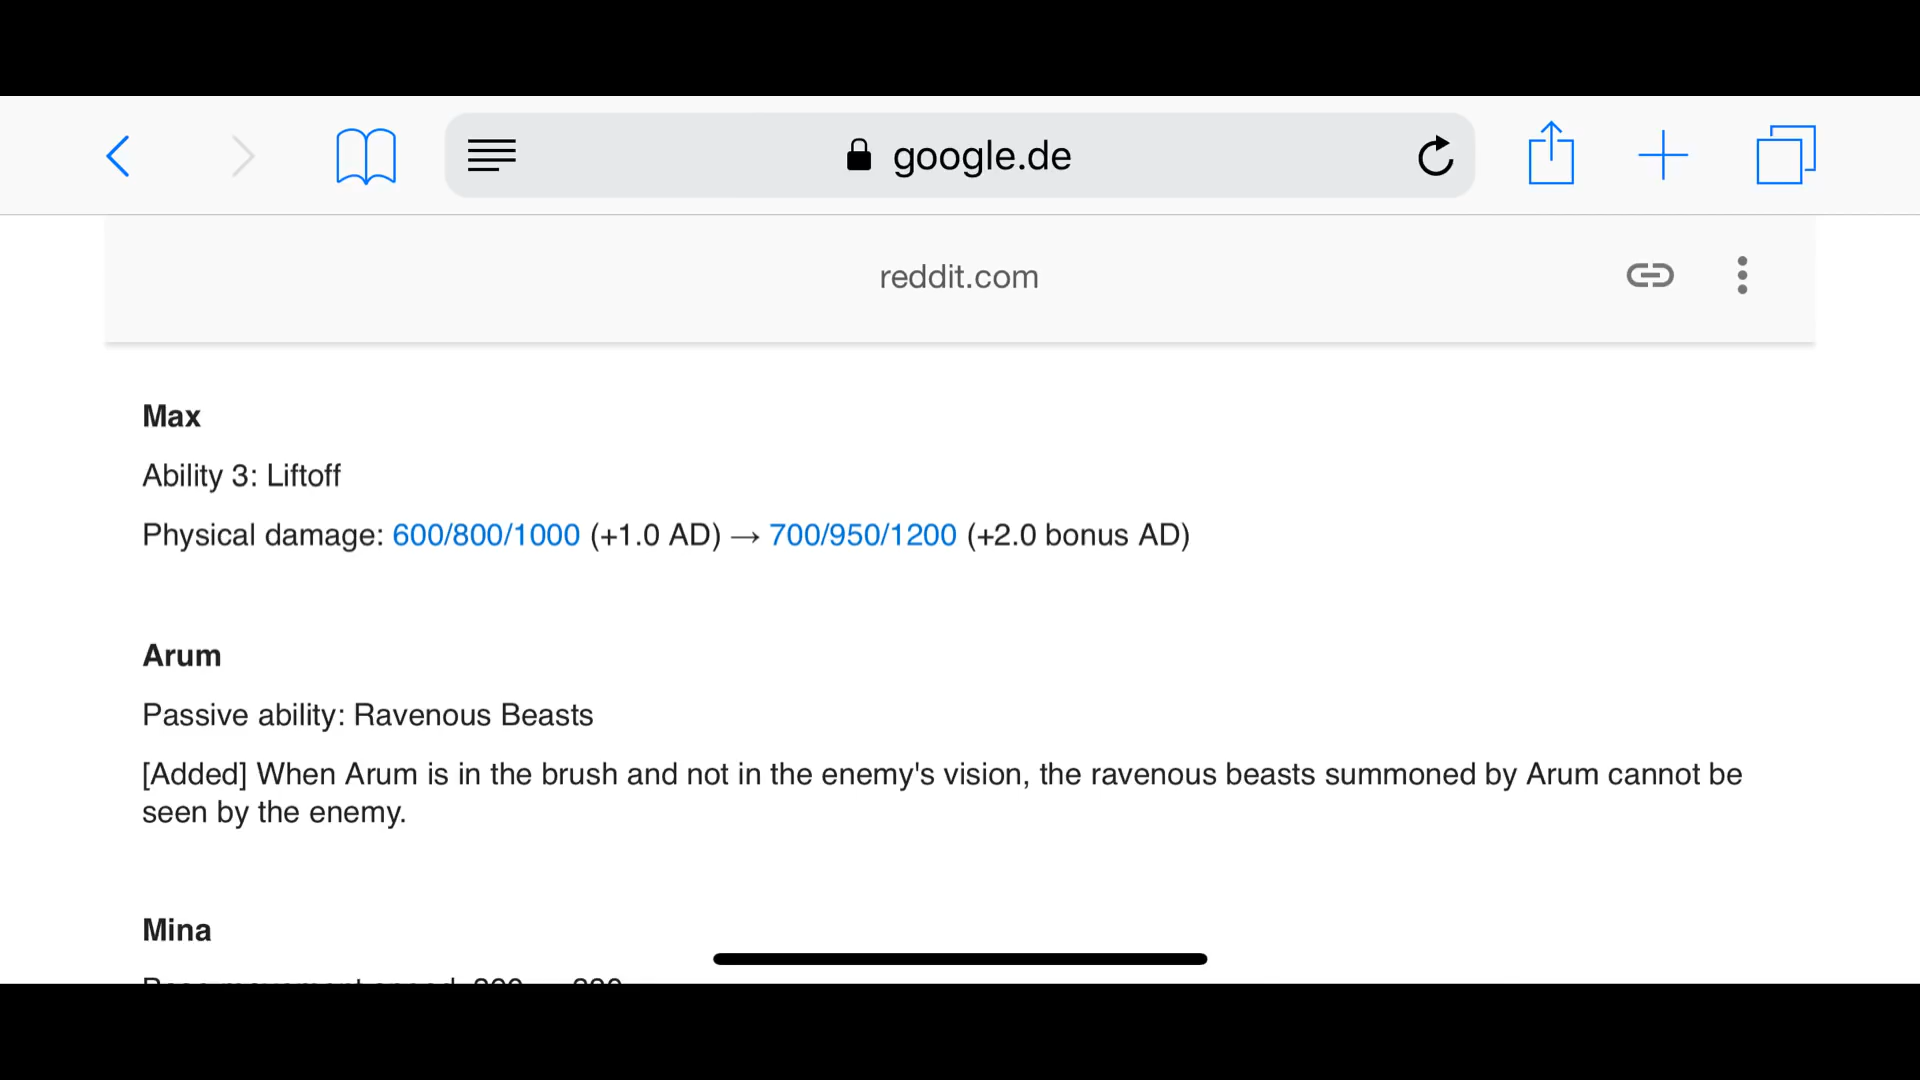 google.de
reddit.com
Max
Ability 3: Liftoff
Physical damage: 600/800/1000 (+1.0 AD) → 700/950/1200 (+2.0 bonus AD)
Arum
Passive ability: Ravenous Beasts
[Added] When Arum is in the brush and not in the enemy's vision, the ravenous beasts summoned by Arum cannot be
seen by the enemy.
Mina